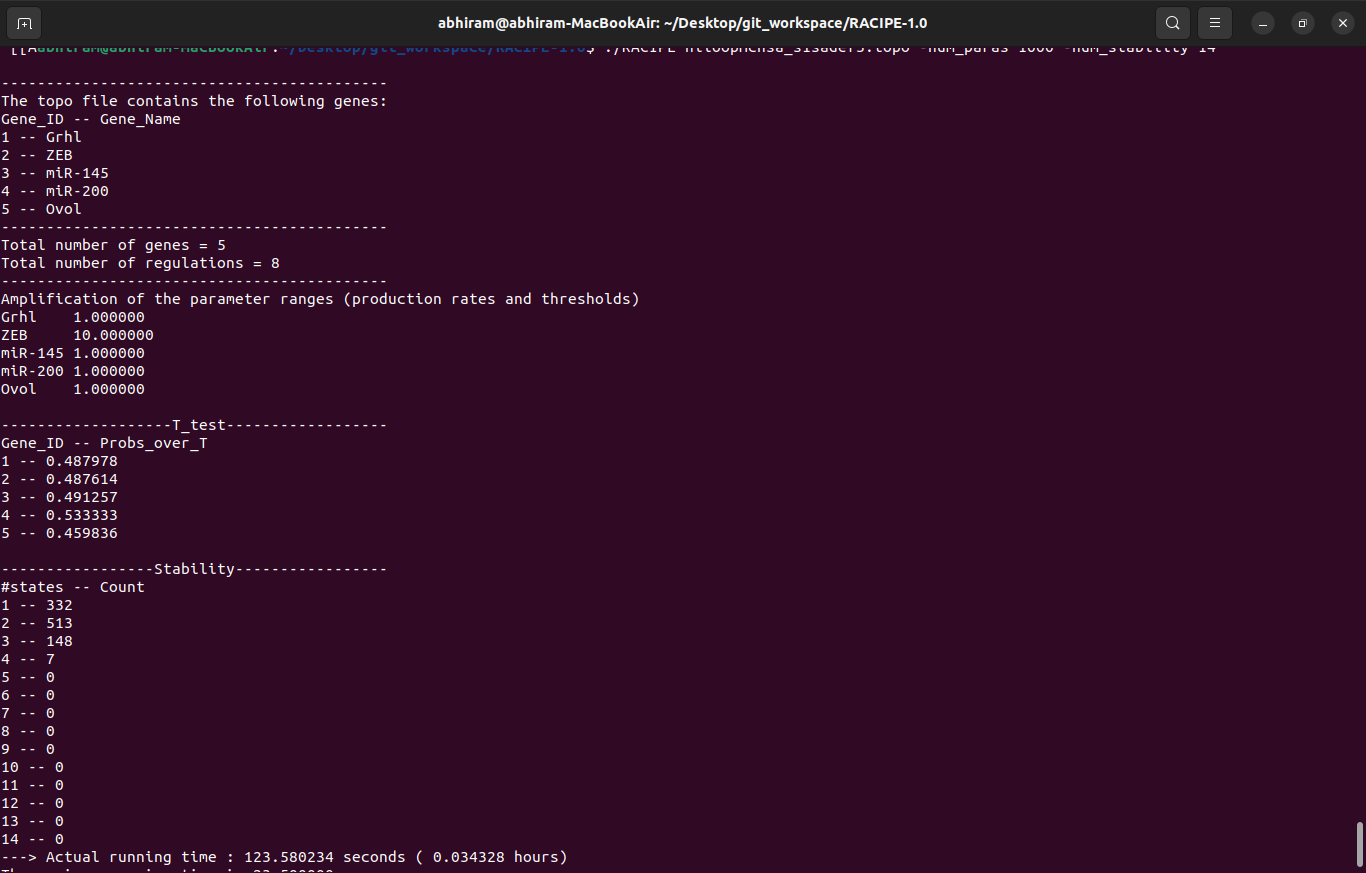 abhiram@abhiram-MacBookAir: ~/Desktop/git_workspace/RACIPE-1.0
-------------------------------------------
The topo file contains the following genes:
Gene_ID -- Gene_Name
1 -- Grhl
2 -- ZEB
3 -- miR-145
4 -- miR-200
5 -- Ovol
-------------------------------------------
Total number of genes = 5
Total number of regulations = 8
-------------------------------------------
Amplification of the parameter ranges (production rates and thresholds)
Grhl    1.000000
ZEB     10.000000
miR-145 1.000000
miR-200 1.000000
Ovol    1.000000
-------------------T_test------------------
Gene_ID -- Probs_over_T
1 -- 0.487978
2 -- 0.487614
3 -- 0.491257
4 -- 0.533333
5 -- 0.459836
-----------------Stability-----------------
#states -- Count
1 -- 332
2 -- 513
3 -- 148
4 -- 7
5 -- 0
6 -- 0
7 -- 0
8 -- 0
9 -- 0
10 -- 0
11 -- 0
12 -- 0
13 -- 0
14 -- 0
---> Actual running time : 123.580234 seconds ( 0.034328 hours)